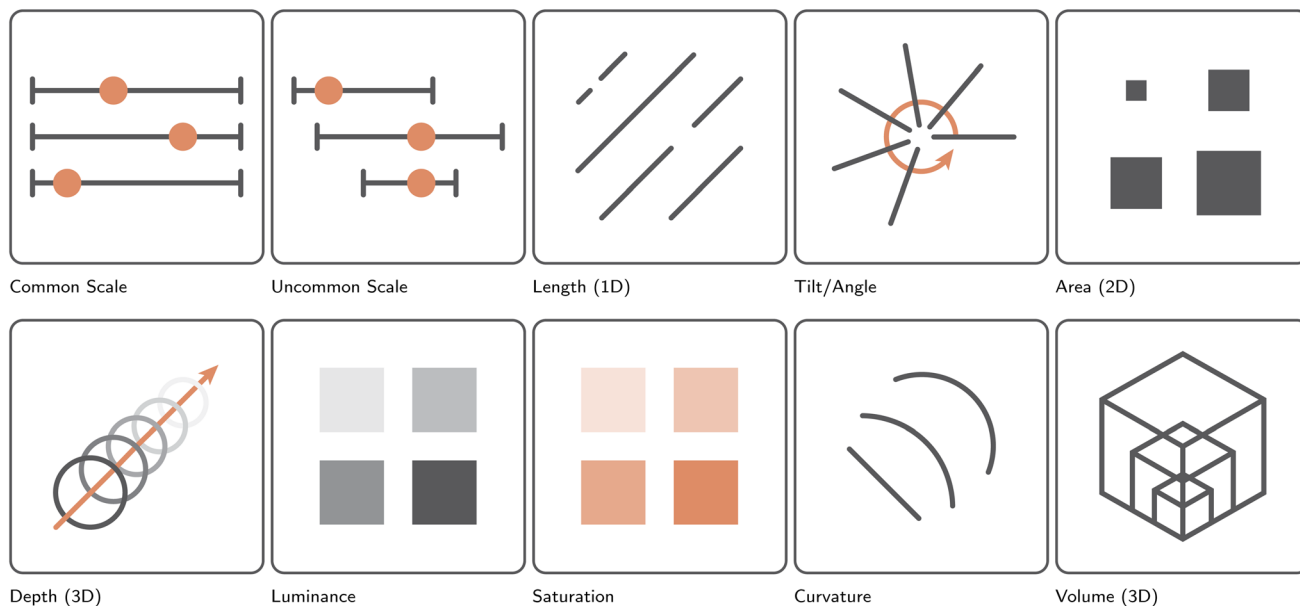 Common Scale
Uncommon Scale
Length (1D)
Tilt/Angle
Area (2D)
Depth (3D)
Luminance
Saturation
Curvature
Volume (3D)